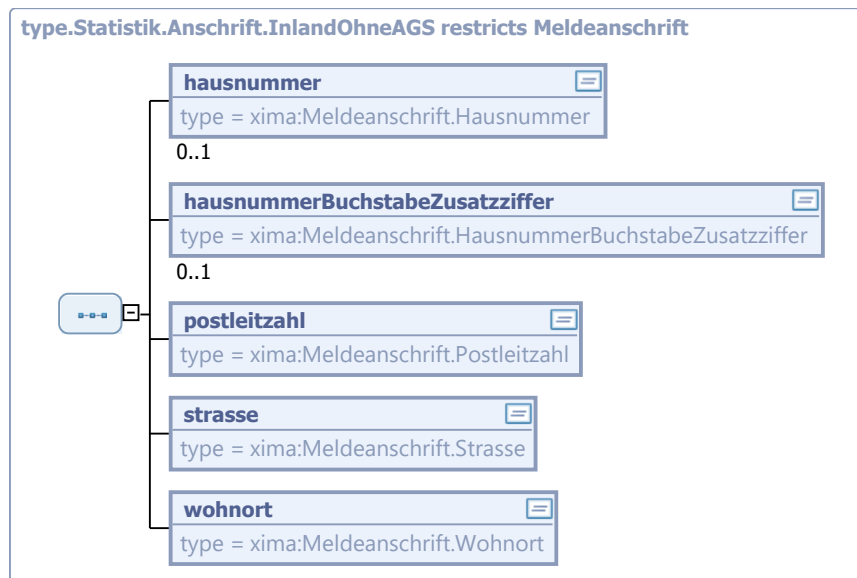 type.Statistik.Anschrift.InlandOhneAGS restricts Meldeanschrift
hausnummer
type = xima:Meldeanschrift.Hausnummer
0..1
hausnummerBuchstabeZusatzziffer
type = xima:Meldeanschrift.HausnummerBuchstabeZusatzziffer
0..1
postleitzahl
type = xima:Meldeanschrift.Postleitzahl
strasse
type = xima:Meldeanschrift.Strasse
wohnort
type = xima:Meldeanschrift.Wohnort